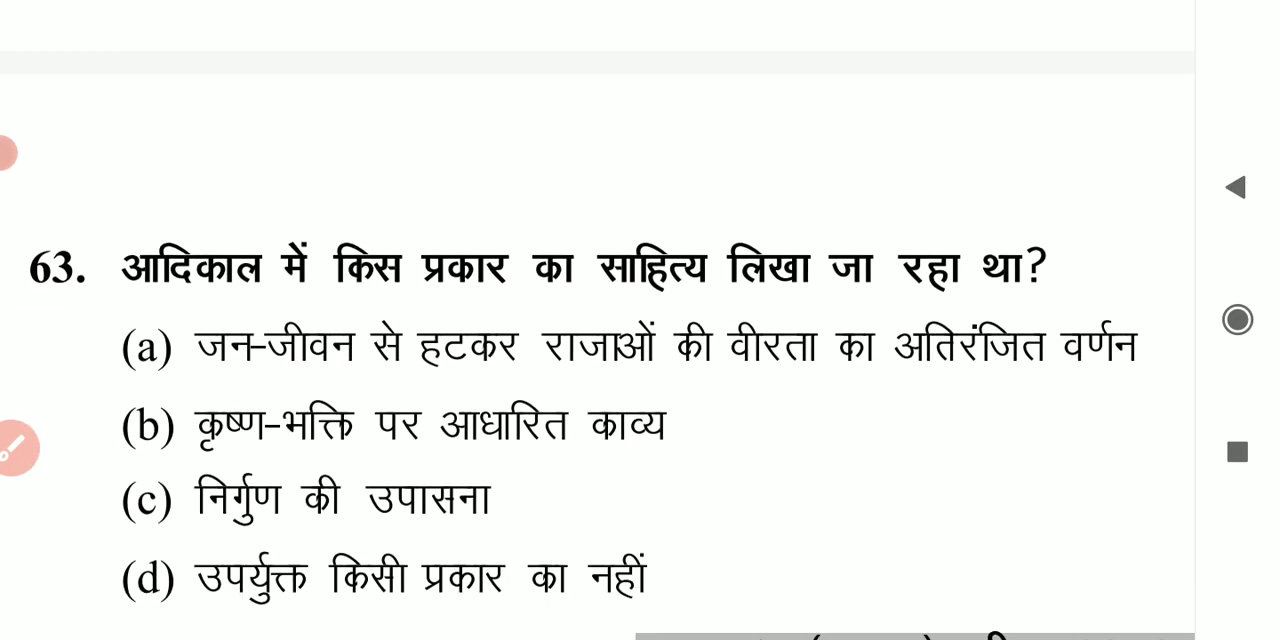 63. आदिकाल में किस प्रकार का साहित्य लिखा जा रहा था?
(a) जन-जीवन से हटकर राजाओं की वीरता का अतिरंजित वर्णन
(b) कृष्ण-भक्ति पर आधारित काव्य
(c) निर्गुण की उपासना
(d) उपर्युक्त किसी प्रकार का नहीं